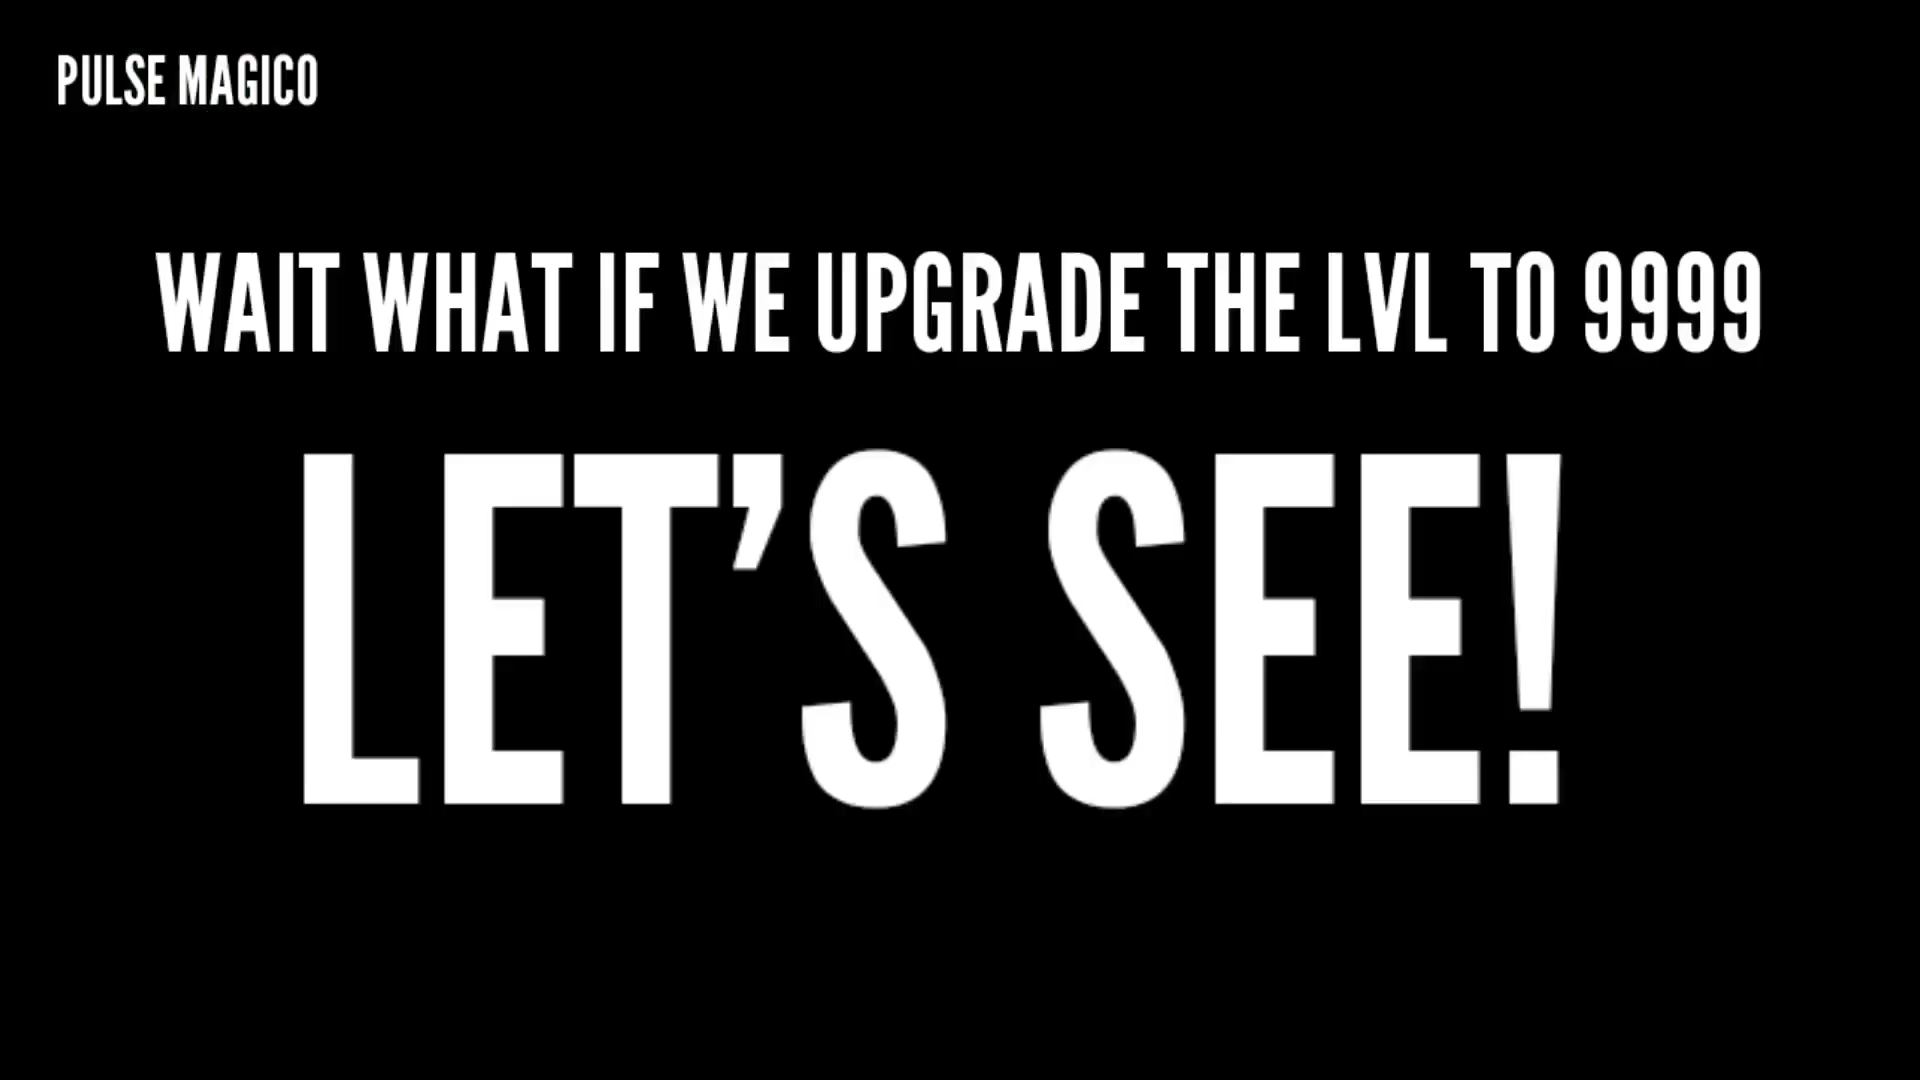 PULSE MAGICO
WAIT WHAT IF WE UPGRADE THE LVL TO 9999
LET'S SEE!